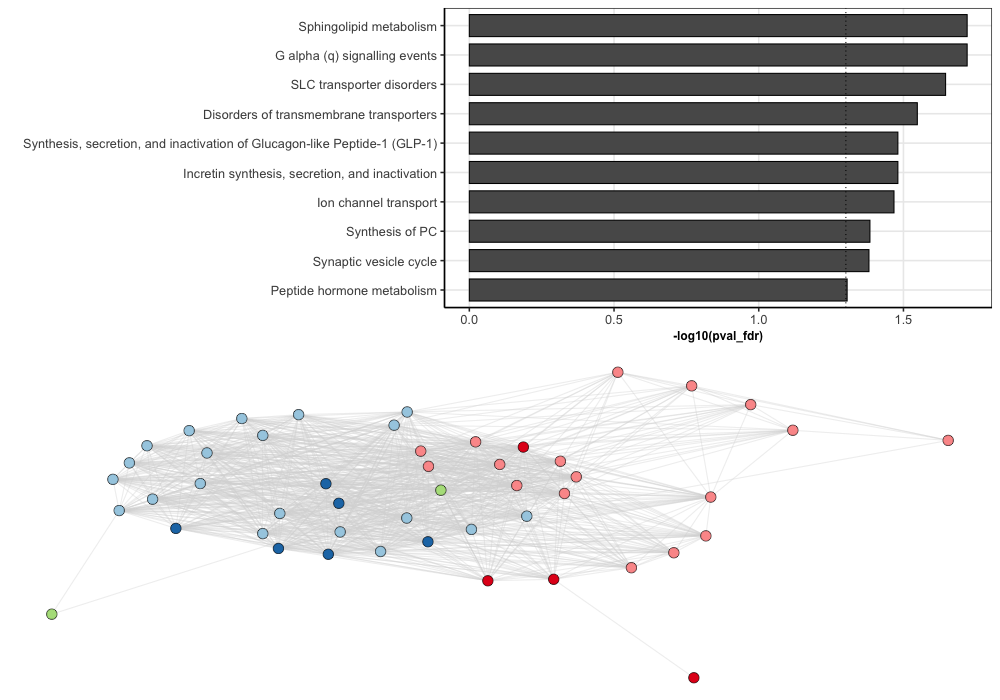 Sphingolipid metabolism
G alpha (q) signalling events
SLC transporter disorders
Disorders of transmembrane transporters
Synthesis, secretion, and inactivation of Glucagon-like Peptide-1 (GLP-1)
Incretin synthesis, secretion, and inactivation
Ion channel transport
Synthesis of PC
Synaptic vesicle cycle
Peptide hormone metabolism
0.0 0.5 1.0 1.5
-log10(pval_fdr)